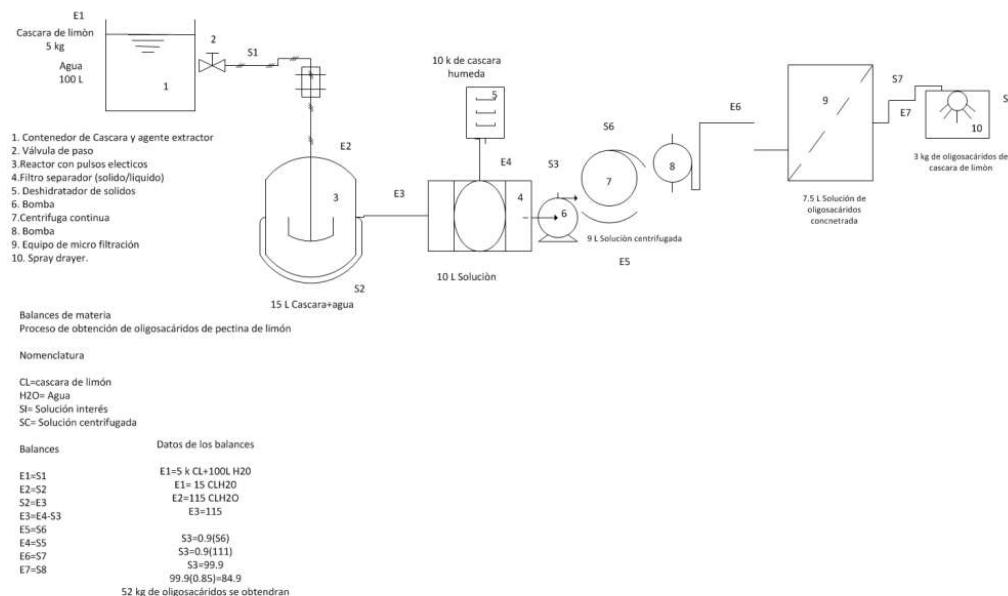 E1
Cascara de limòn
5 kg
Agua
100 L
1
2
S1
1. Contenedor de Cascara y agente extractor
2. Válvula de paso
3.Reactor con pulsos electicos
4.Filtro separador (solido/liquido)
5. Deshidratador de solidos
6. Bomba
7.Centrifuga continua
8. Bomba
9. Equipo de micro filtración
10. Spray drayer.
E2
3
S2
15 L Cascara+agua
E3
10 k de cascara
humeda
5
E4
4
10 L Soluciòn
S3
6
S6
7
9 L Soluciòn centrifugada
E5
8
E6
9
7.5 L Solución de
oligosacáridos
concnetrada
S7
E7
10
S
3 kg de oligosacáridos de
cascara de limòn
Balances de materia
Proceso de obtención de oligosacáridos de pectina de limón
Nomenclatura
CL=cascara de limón
H2O= Agua
SI= Solución interés
SC= Solución centrifugada
Balances
E1=S1
E2=S2
S2=E3
E3=E4-S3
E5=S6
E4=S5
E6=S7
E7=S8
Datos de los balances
E1=5 k CL+100L H20
E1= 15 CLH20
E2=115 CLH2O
E3=115
S3=0.9(S6)
S3=0.9(111)
S3=99.9
99.9(0.85)=84.9
52 kg de oligosacáridos se obtendran